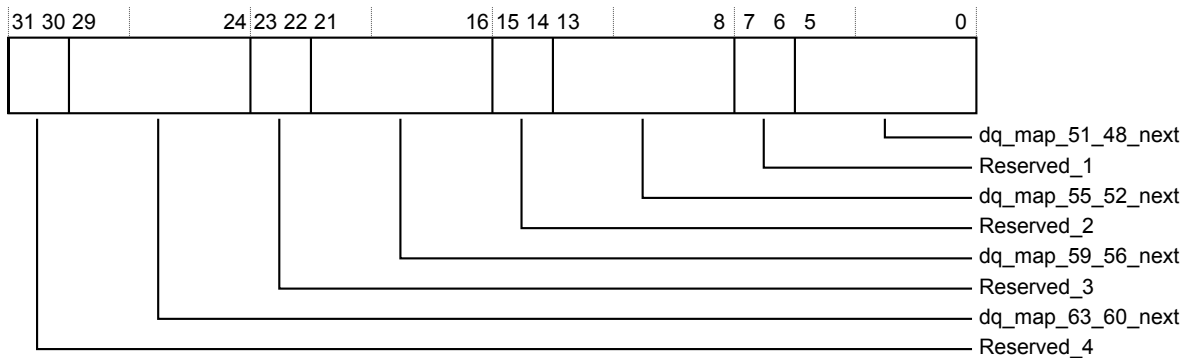 31 30 29 24 23 22 21 16 15 14 13 8 7 6 5 0
dq_map_51_48_next
Reserved_1
dq_map_55_52_next
Reserved_2
dq_map_59_56_next
Reserved_3
dq_map_63_60_next
Reserved_4